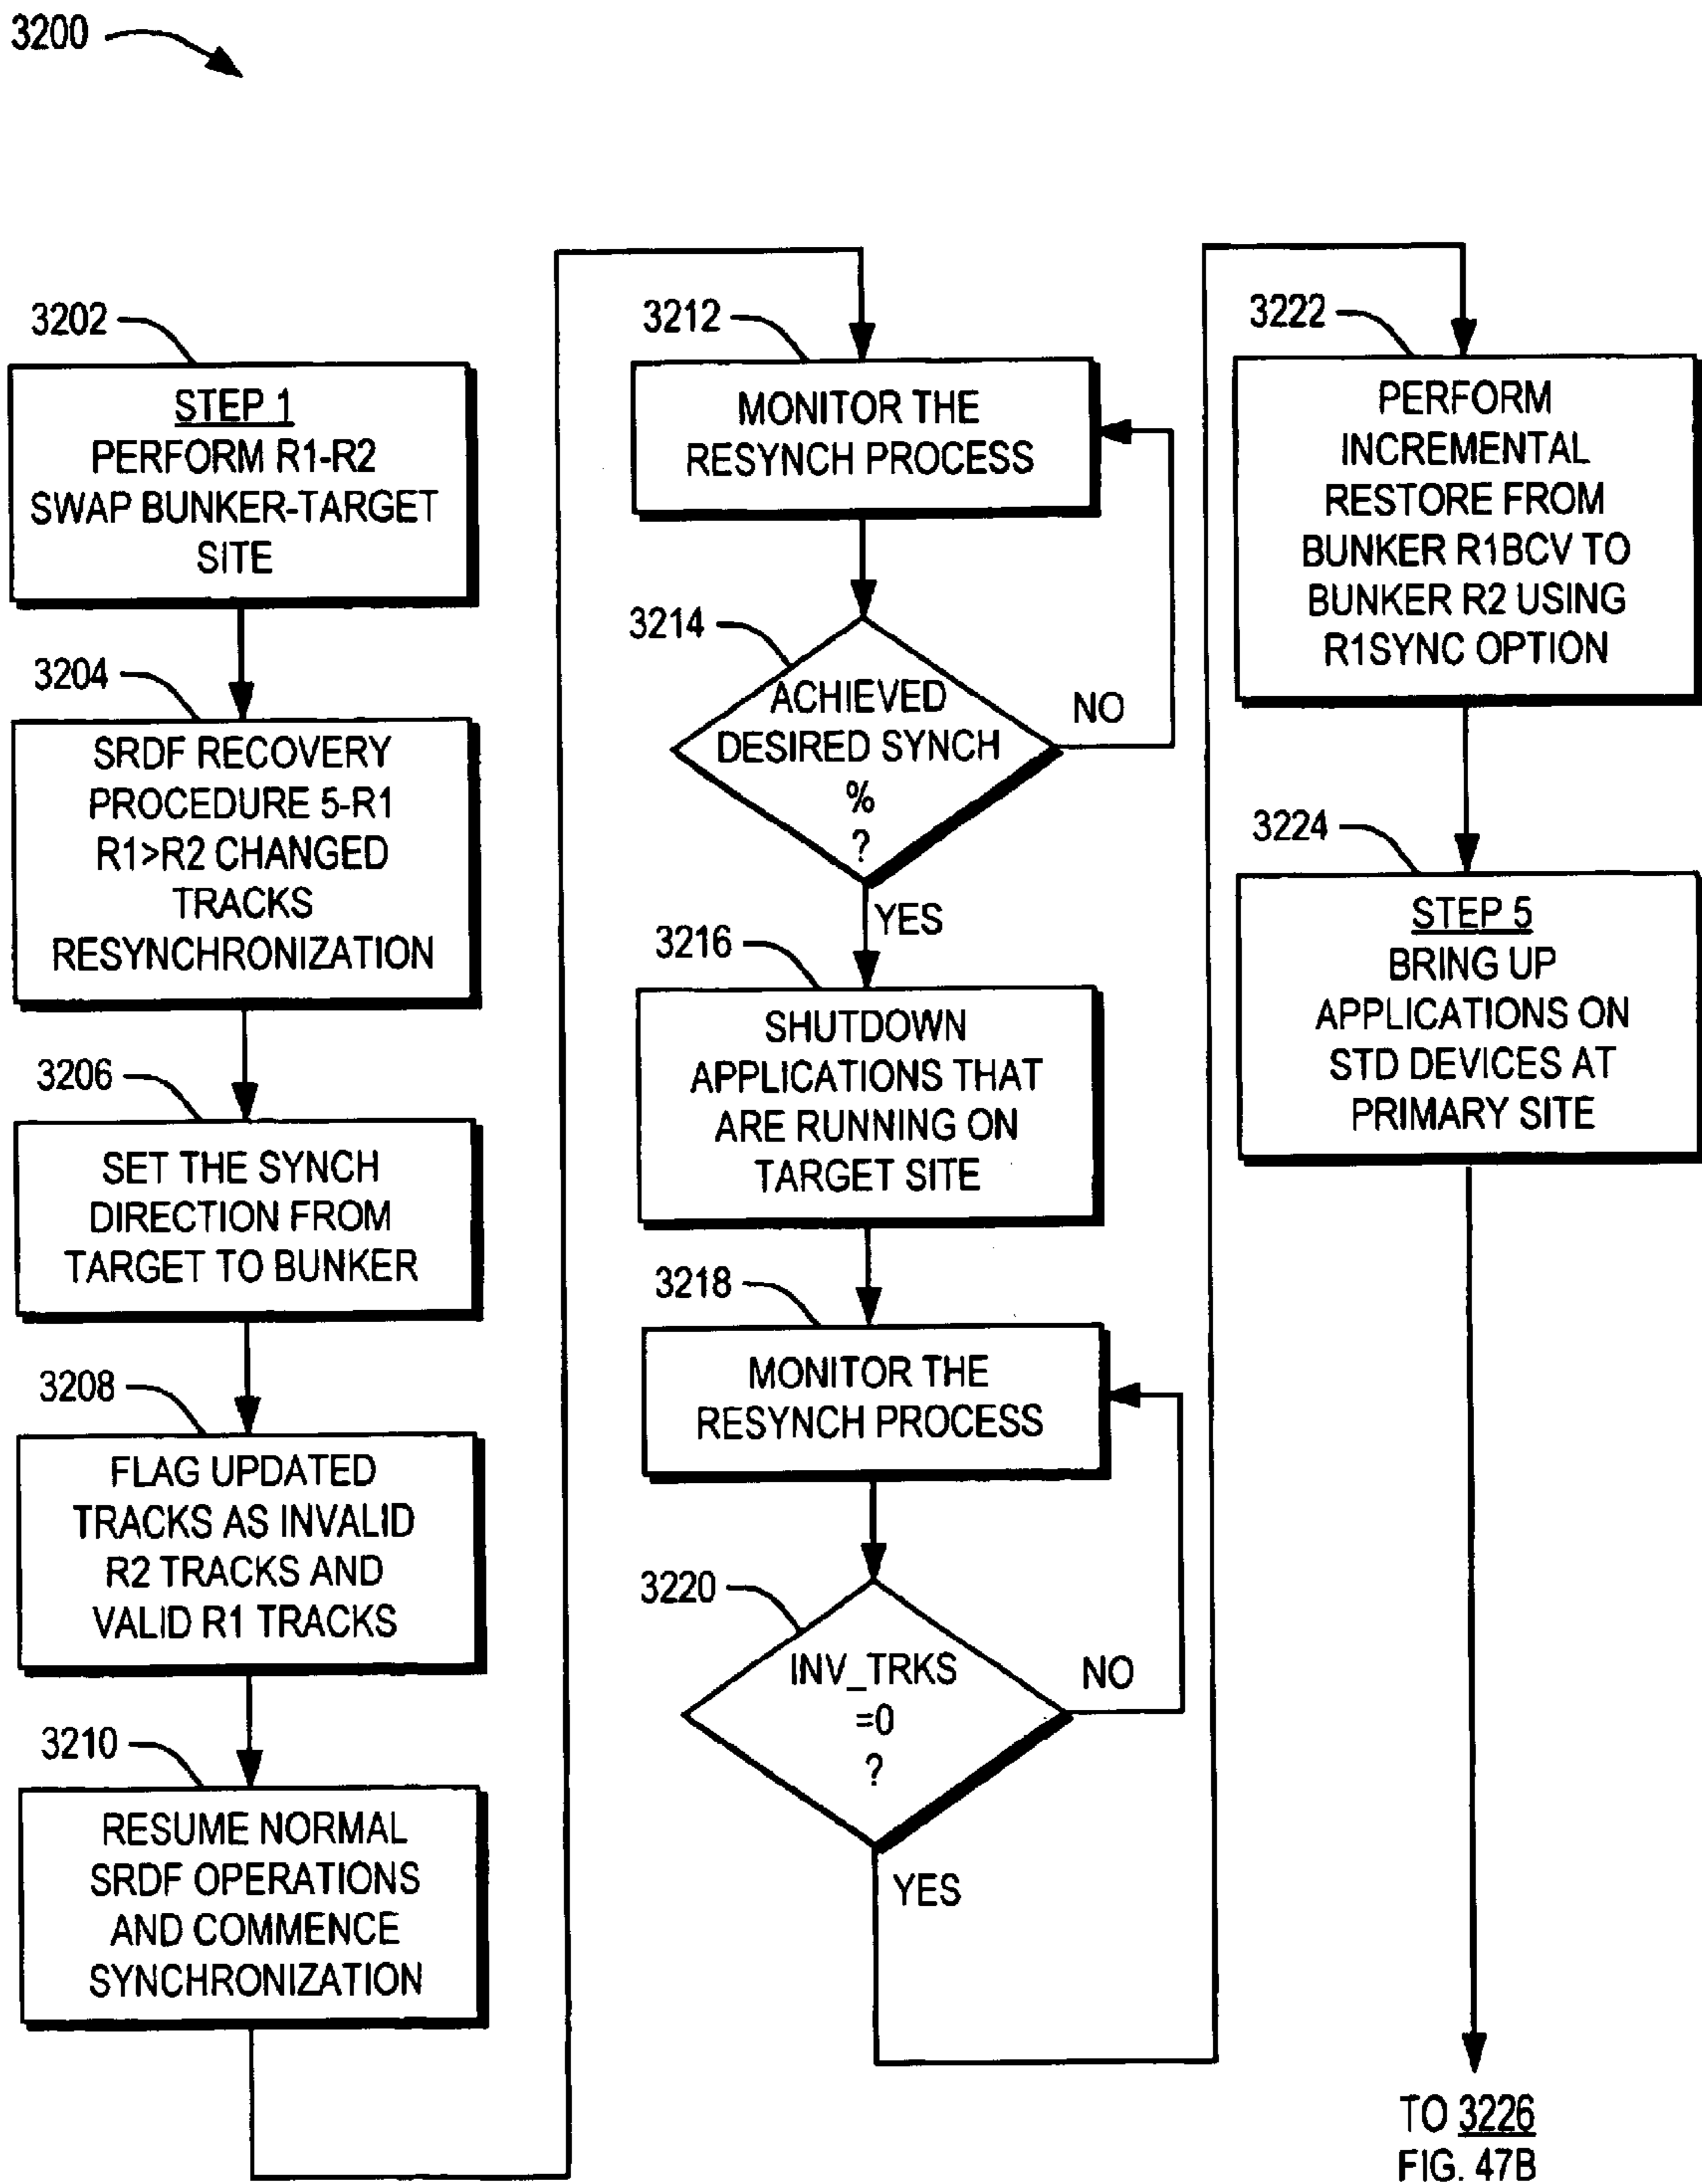 3200
3202
STEP 1
PERFORM R1-R2
SWAP BUNKER-TARGET
SITE
3204
SRDF RECOVERY
PROCEDURE 5-R1
R1>R2 CHANGED
TRACKS
RESYNCHRONIZATION
3206
SET THE SYNCH
DIRECTION FROM
TARGET TO BUNKER
3208
FLAG UPDATED
TRACKS AS INVALID
R2 TRACKS AND
VALID R1 TRACKS
3210
RESUME NORMAL
SRDF OPERATIONS
AND COMMENCE
SYNCHRONIZATION
3212
MONITOR THE
RESYNCH PROCESS
3214
ACHIEVED
DESIRED SYNCH
%
?
NO
YES
3216
SHUTDOWN
APPLICATIONS THAT
ARE RUNNING ON
TARGET SITE
3218
MONITOR THE
RESYNCH PROCESS
3220
INV_TRKS
=0
?
NO
YES
3222
PERFORM
INCREMENTAL
RESTORE FROM
BUNKER R1BCV TO
BUNKER R2 USING
R1SYNC OPTION
3224
STEP 5
BRING UP
APPLICATIONS ON
STD DEVICES AT
PRIMARY SITE
TO 3226
FIG. 47B